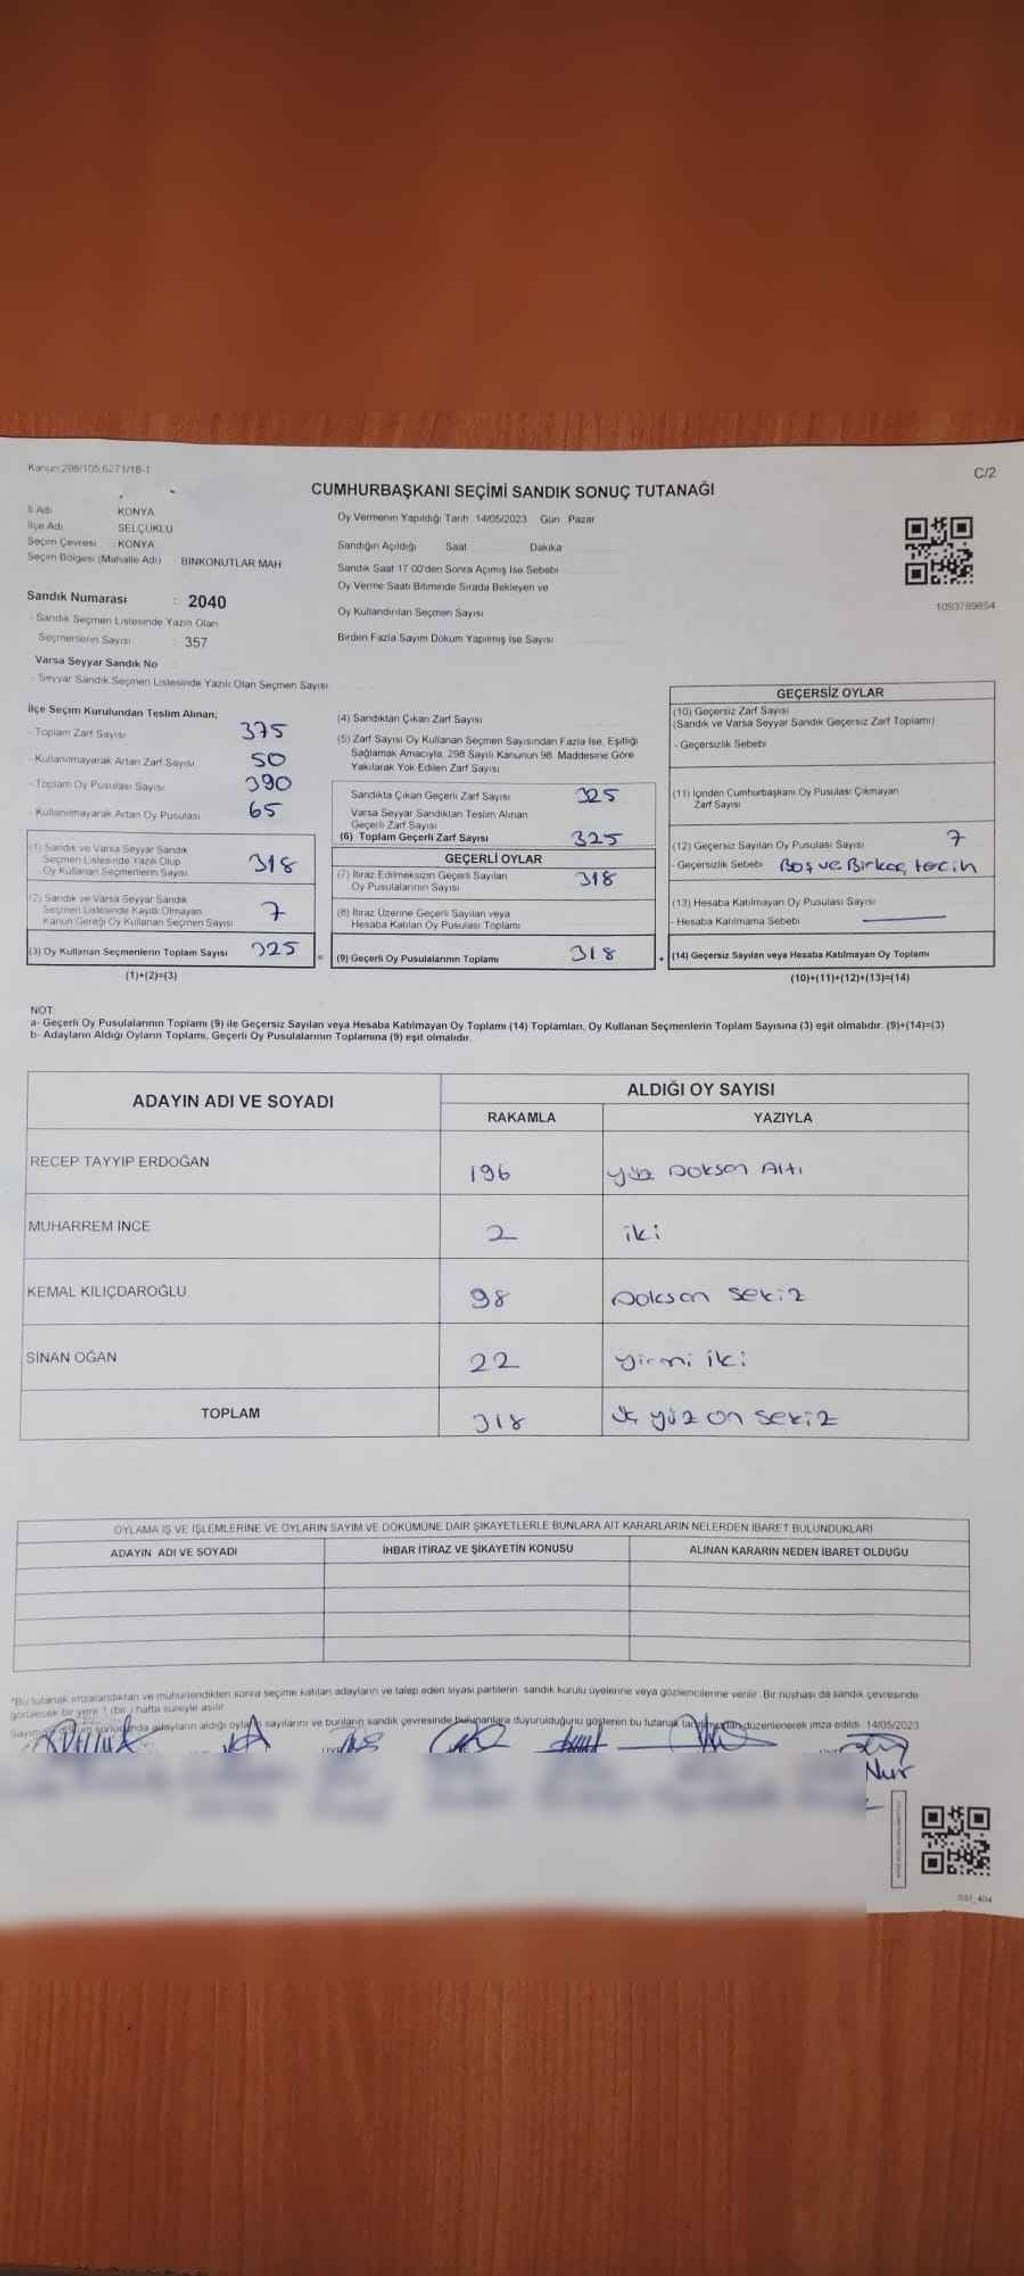 Kanun:298/105,6271/18-1
C/2
CUMHURBAŞKANI SEÇİMİ SANDIK SONUÇ TUTANAĞI
İl Adı KONYA
İlçe Adı SELÇUKLU
Seçim Çevresi : KONYA
Seçim Bölgesi (Mahalle Adı) : BİNKONUTLAR MAH
Sandık Numarası : 2040
- Sandık Seçmen Listesinde Yazılı Olan
Seçmenlerin Sayısı : 357
Varsa Seyyar Sandık No
- Seyyar Sandık Seçmen Listesinde Yazılı Olan Seçmen Sayısı
Oy Vermenin Yapıldığı Tarih 14/05/2023 Gün Pazar
Sandığın Açıldığı Saat Dakika
Sandık Saat 17:00'den Sonra Açımış İse Sebebi
Oy Verme Saati Bitiminde Sırada Bekleyen ve
Oy Kullandırılan Seçmen Sayısı
Birden Fazla Sayım Döküm Yapılmış İse Sayısı
1093789854
İlçe Seçim Kurulundan Teslim Alınan;
- Toplam Zarf Sayısı 375
- Kullanılmayarak Artan Zarf Sayısı 50
- Toplam Oy Pusulası Sayısı 390
- Kullanılmayarak Artan Oy Pusulası 65
(1) Sandık ve Varsa Seyyar Sandık
Seçmen Listesinde Yazılı Olup
Oy Kullanan Seçmenlerin Sayısı 318
(2) Sandık ve Varsa Seyyar Sandık
Seçmen Listesinde Kayıtlı Olmayan
Kanun Gereği Oy Kullanan Seçmen Sayısı 7
(3) Oy Kullanan Seçmenlerin Toplam Sayısı 325
(1)+(2)=(3)
(4) Sandıktan Çıkan Zarf Sayısı
(5) Zarf Sayısı Oy Kullanan Seçmen Sayısından Fazla İse, Eşitliği
Sağlamak Amacıyla, 298 Sayılı Kanunun 98. Maddesine Göre
Yakılarak Yok Edilen Zarf Sayısı
Sandıkta Çıkan Geçerli Zarf Sayısı 325
Varsa Seyyar Sandıktan Teslim Alınan
Geçerli Zarf Sayısı
(6) Toplam Geçerli Zarf Sayısı 325
GEÇERLİ OYLAR
(7) İtiraz Edilmeksizin Geçerli Sayılan
Oy Pusulalarının Sayısı 318
(8) İtiraz Üzerine Geçerli Sayılan veya
Hesaba Katılan Oy Pusulası Toplamı
= (9) Geçerli Oy Pusulalarının Toplamı 318
GEÇERSİZ OYLAR
(10) Geçersiz Zarf Sayısı
(Sandık ve Varsa Seyyar Sandık Geçersiz Zarf Toplamı)
- Geçersizlik Sebebi
(11) İçinden Cumhurbaşkanı Oy Pusulası Çıkmayan
Zarf Sayısı
(12) Geçersiz Sayılan Oy Pusulası Sayısı 7
- Geçersizlik Sebebi Boş ve Birkaç tercih
(13) Hesaba Katılmayan Oy Pusulası Sayısı
- Hesaba Katılmama Sebebi
+ (14) Geçersiz Sayılan veya Hesaba Katılmayan Oy Toplamı
(10)+(11)+(12)+(13)=(14)
NOT
a- Geçerli Oy Pusulalarının Toplamı (9) ile Geçersiz Sayılan veya Hesaba Katılmayan Oy Toplamı (14) Toplamları, Oy Kullanan Seçmenlerin Toplam Sayısına (3) eşit olmalıdır. (9)+(14)=(3)
b- Adayların Aldığı Oyların Toplamı, Geçerli Oy Pusulalarının Toplamına (9) eşit olmalıdır.
ADAYIN ADI VE SOYADI
ALDIĞI OY SAYISI
RAKAMLA YAZIYLA
RECEP TAYYİP ERDOĞAN 196 Yüz Doksan Altı
MUHARREM İNCE 2 iki
KEMAL KILIÇDAROĞLU 98 Doksan sekiz
SİNAN OĞAN 22 yirmi iki
TOPLAM 318 üç yüz on sekiz
OYLAMA İŞ VE İŞLEMLERİNE VE OYLARIN SAYIM VE DÖKÜMÜNE DAİR ŞİKAYETLERLE BUNLARA AİT KARARLARIN NELERDEN İBARET BULUNDUKLARI
ADAYIN ADI VE SOYADI İHBAR İTİRAZ VE ŞİKAYETİN KONUSU ALINAN KARARIN NEDEN İBARET OLDUĞU
*Bu tutanak imzalandıktan ve mühürlendikten sonra seçime katılan adayların ve talep eden siyasi partilerin sandık kurulu üyelerine veya gözlemcilerine verilir. Bir nüshası da sandık çevresinde
görülecek bir yere 1 (bir) hafta süreyle asılır.
adayların aldığı oyların sayılarını ve bunların sandık çevresinde bulunanlara duyurulduğunu gösteren bu tutanak düzenlenerek imza edildi. 14/05/2023
Nur